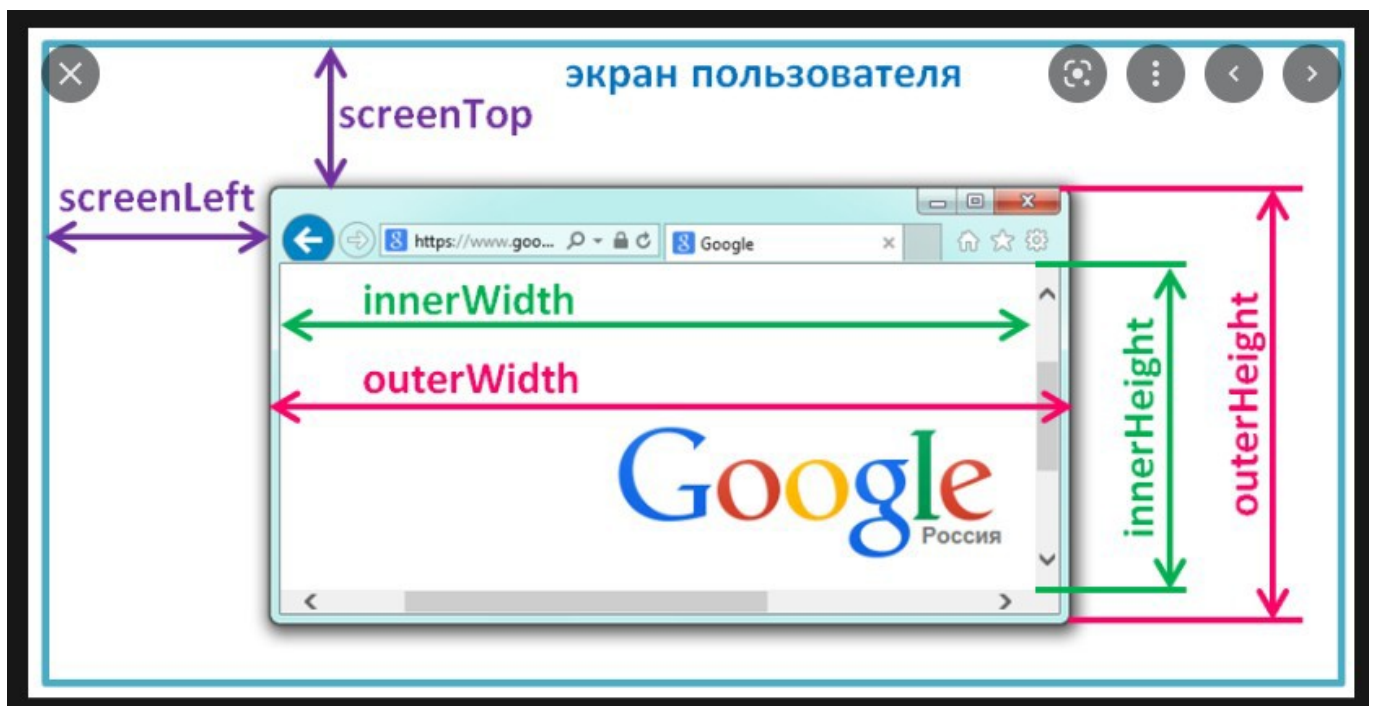 экран пользователя
screenTop
screenLeft
https://www.goo...
Google
innerWidth
outerWidth
innerHeight
outerHeight
Google
Россия